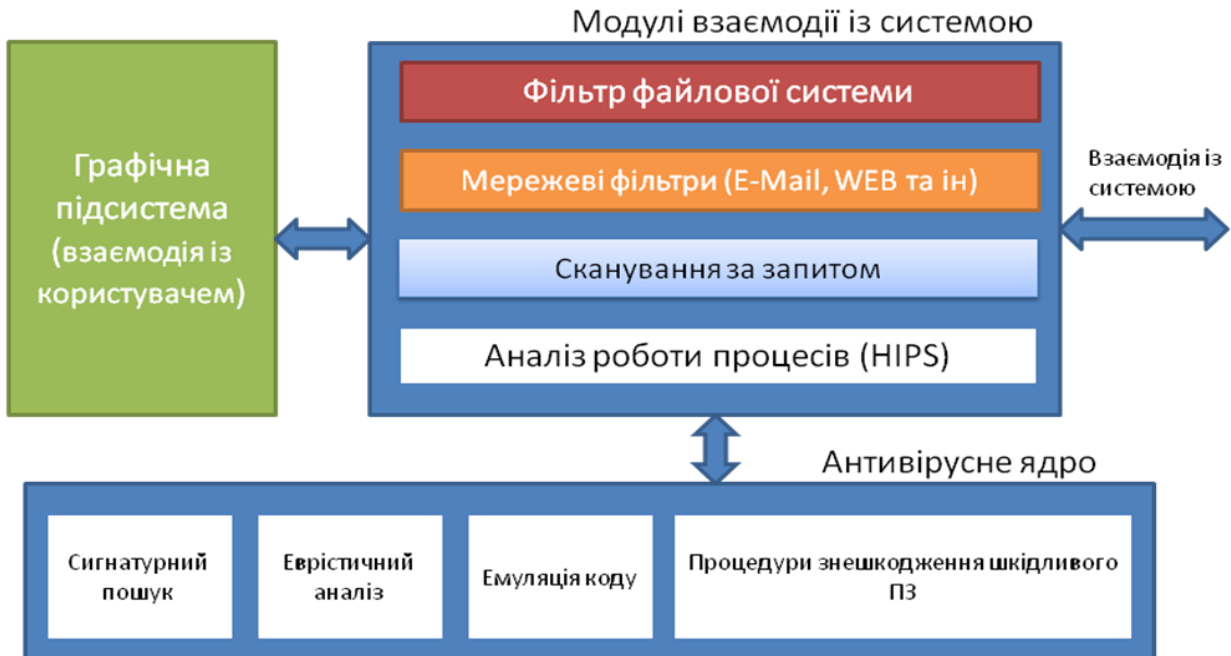 Модулі взаємодії із системою
Графічна
підсистема
(взаємодія із
користувачем)
Фільтр файлової системи
Мережеві фільтри (E-Mail, WEB та ін)
Сканування за запитом
Аналіз роботи процесів (HIPS)
Взаємодія із
системою
Антивірусне ядро
Сигнатурний
пошук
Еврістичний
аналіз
Емуляція коду
Процедури знешкодження шкідливого
ПЗ